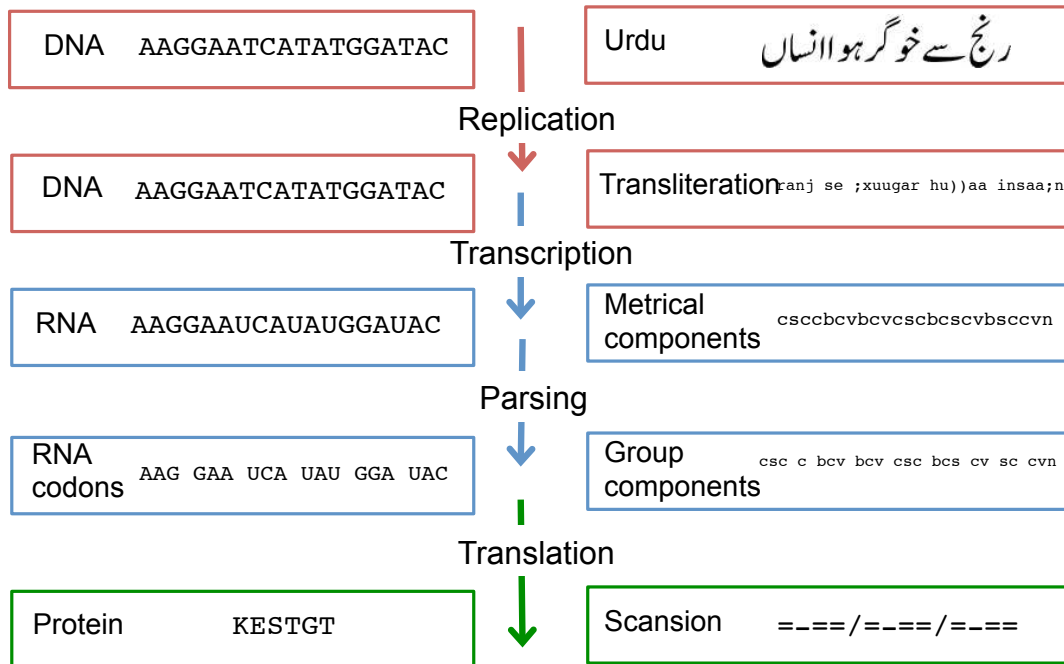 DNA AAGGAATCATATGGATAC
Urdu رنج سے خوگر ہوا انساں
Replication
DNA AAGGAATCATATGGATAC
Transliteration ranj se ;xuugar hu))aa insaa;n
Transcription
RNA AAGGAAUCAUAUGGAUAC
Metrical
components csccbcvbcvcscbcscvbsccvn
Parsing
RNA
codons AAG GAA UCA UAU GGA UAC
Group
components csc c bcv bcv csc bcs cv sc cvn
Translation
Protein KESTGT
Scansion =-==/=-==/=-==